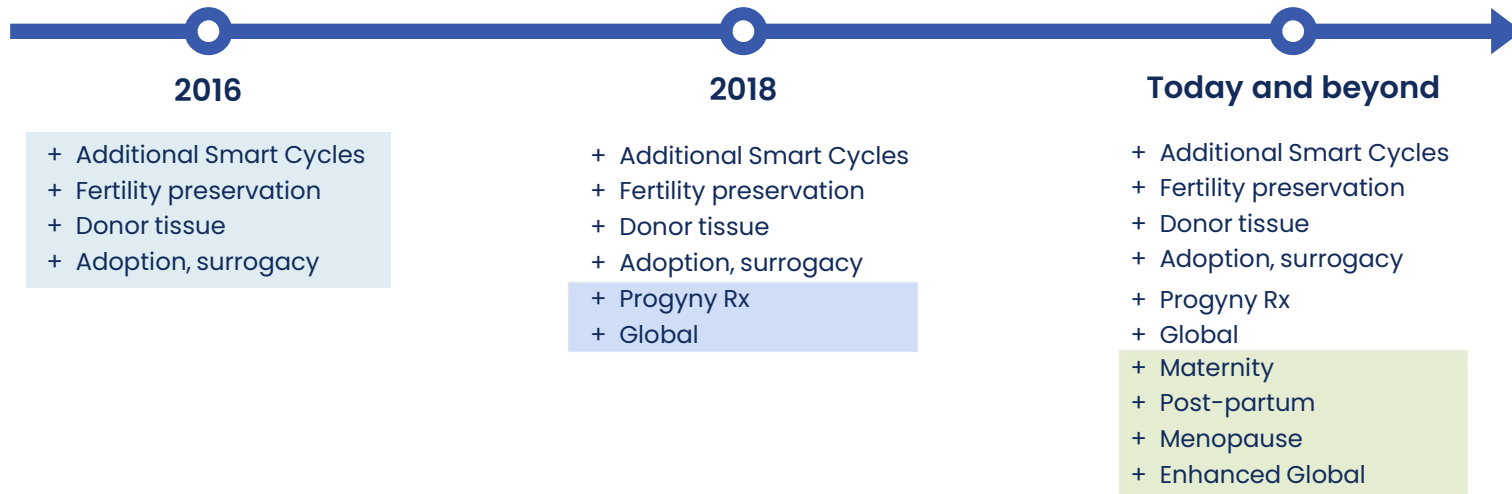 2016
+ Additional Smart Cycles
+ Fertility preservation
+ Donor tissue
+ Adoption, surrogacy
2018
+ Additional Smart Cycles
+ Fertility preservation
+ Donor tissue
+ Adoption, surrogacy
+ Progyny Rx
+ Global
Today and beyond
+ Additional Smart Cycles
+ Fertility preservation
+ Donor tissue
+ Adoption, surrogacy
+ Progyny Rx
+ Global
+ Maternity
+ Post-partum
+ Menopause
+ Enhanced Global